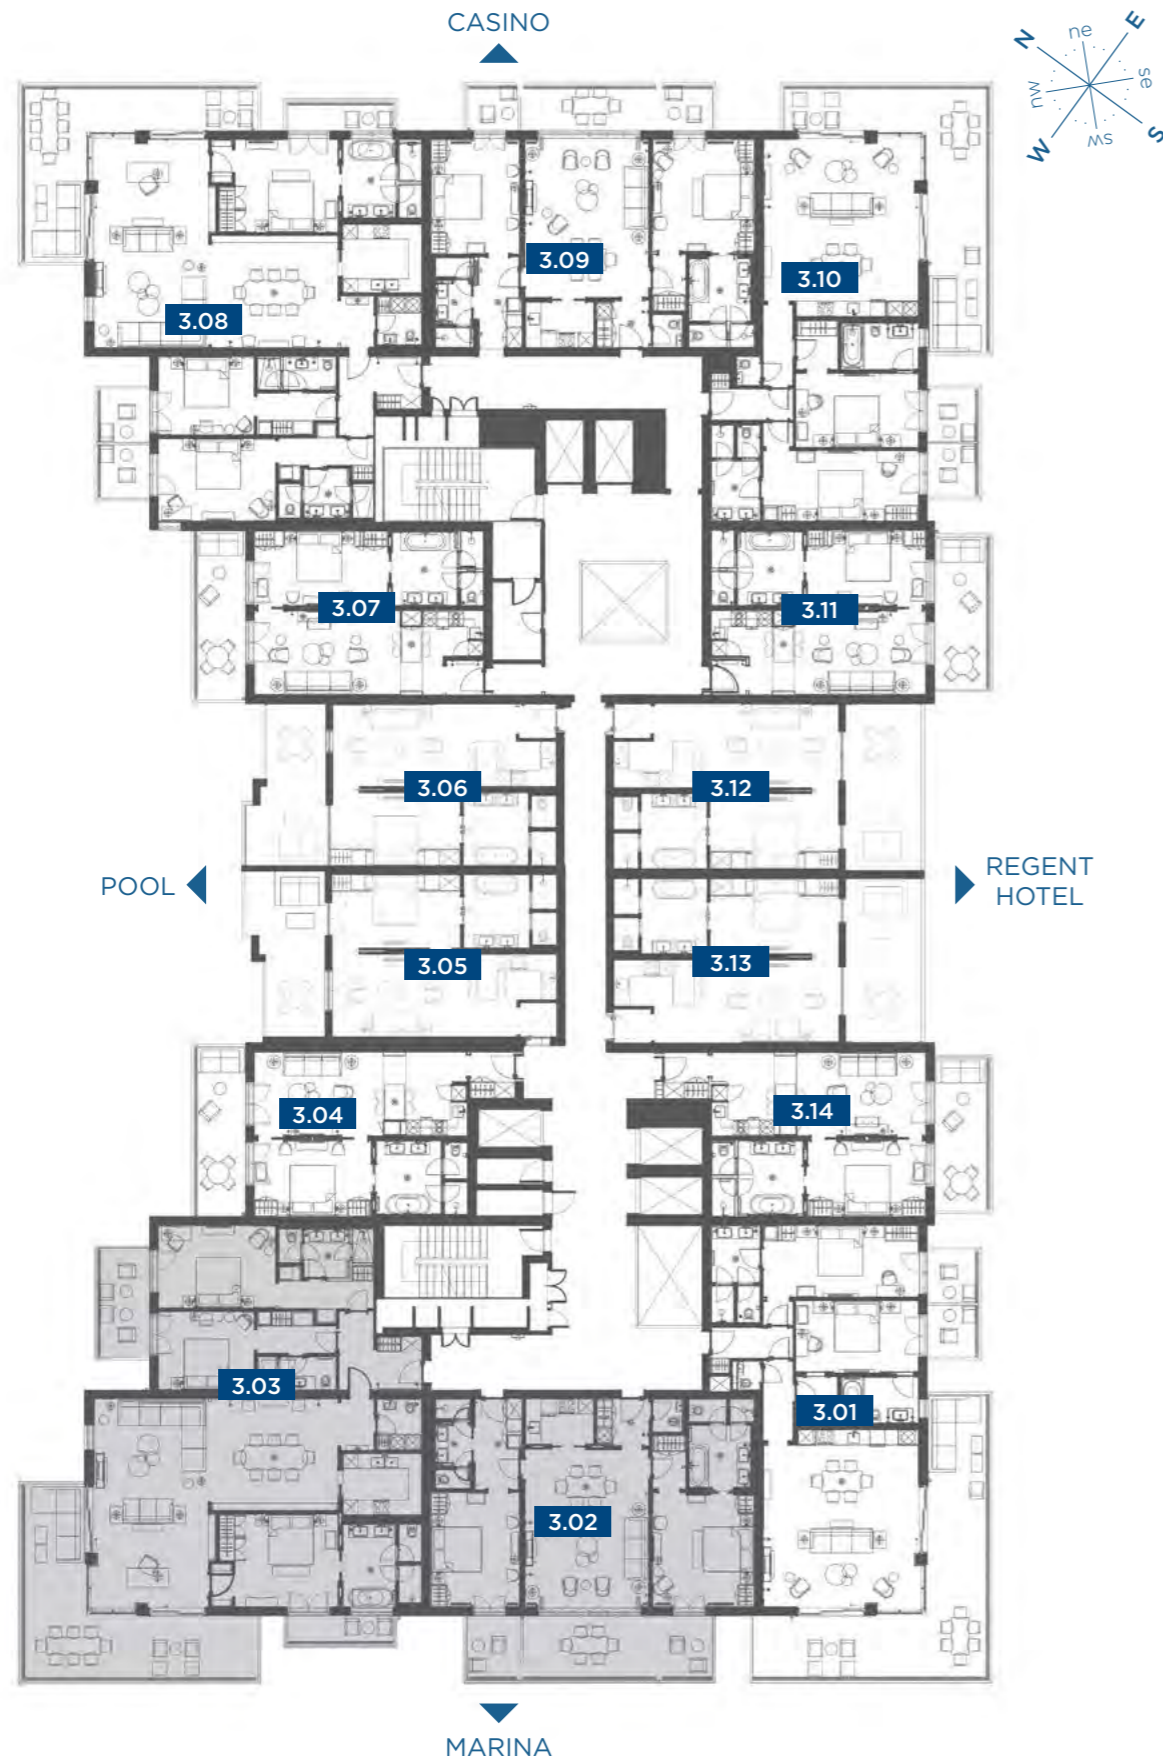 CASINO
N
ne
E
nw
se
W
sw
S
3.09
3.10
3.08
3.07
3.11
3.06
3.12
POOL
REGENT
HOTEL
3.05
3.13
3.04
3.14
3.03
3.01
3.02
MARINA